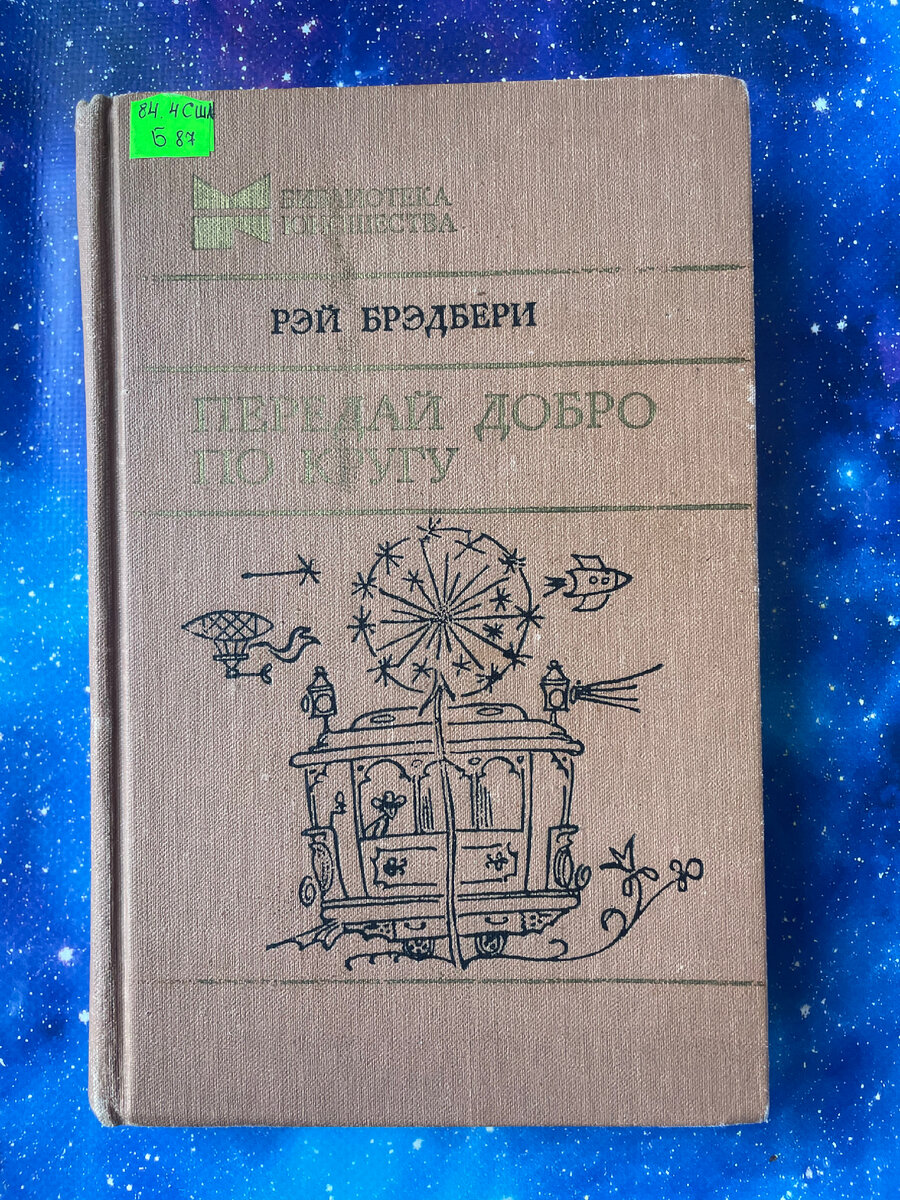 84.4США
Б 87
БИБЛИОТЕКА
ЮНОШЕСТВА
РЭЙ БРЭДБЕРИ
ПЕРЕДАЙ ДОБРО
ПО КРУГУ